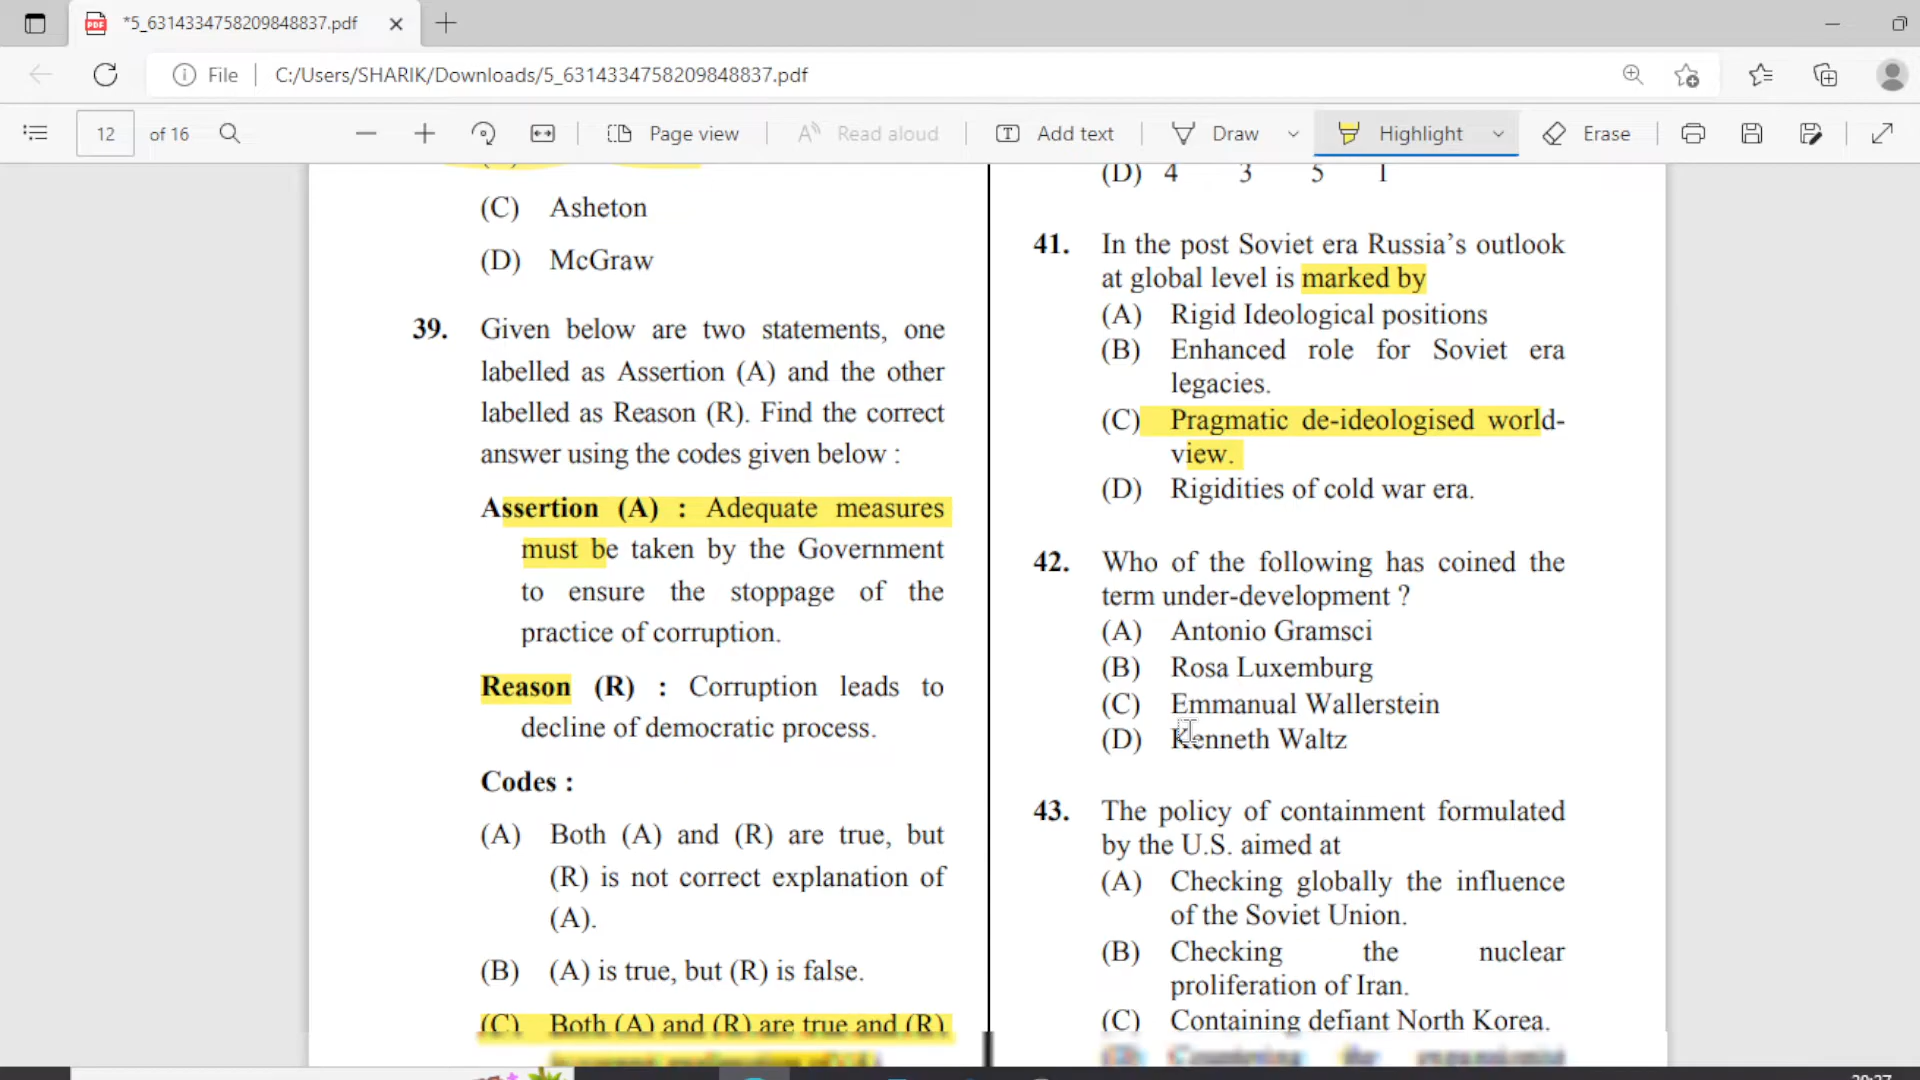 *5_6314334758209848837.pdf
File C:/Users/SHARIK/Downloads/5_6314334758209848837.pdf
12 of 16 Page view Read aloud Add text Draw Highlight Erase
(C) Asheton
(D) McGraw
39. Given below are two statements, one
labelled as Assertion (A) and the other
labelled as Reason (R). Find the correct
answer using the codes given below :
Assertion (A) : Adequate measures
must be taken by the Government
to ensure the stoppage of the
practice of corruption.
Reason (R) : Corruption leads to
decline of democratic process.
Codes :
(A) Both (A) and (R) are true, but
(R) is not correct explanation of
(A).
(B) (A) is true, but (R) is false.
(C) Both (A) and (R) are true and (R)
(D) 4 3 5 1
41. In the post Soviet era Russia's outlook
at global level is marked by
(A) Rigid Ideological positions
(B) Enhanced role for Soviet era
legacies.
(C) Pragmatic de-ideologised world-
view.
(D) Rigidities of cold war era.
42. Who of the following has coined the
term under-development ?
(A) Antonio Gramsci
(B) Rosa Luxemburg
(C) Emmanual Wallerstein
(D) Kenneth Waltz
43. The policy of containment formulated
by the U.S. aimed at
(A) Checking globally the influence
of the Soviet Union.
(B) Checking the nuclear
proliferation of Iran.
(C) Containing defiant North Korea.